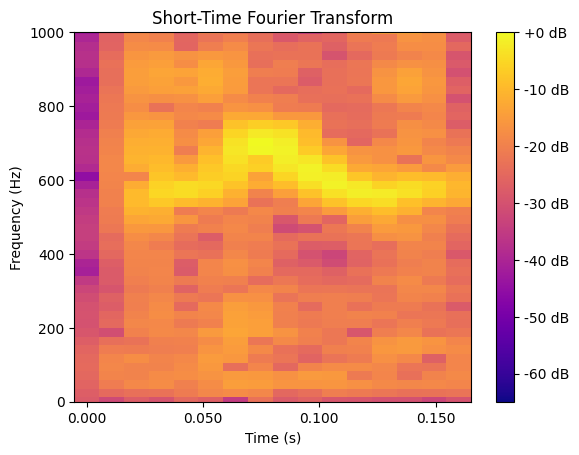 Short-Time Fourier Transform
1000
800
600
400
200
0
Frequency (Hz)
0.000
0.050
0.100
0.150
Time (s)
+0 dB
-10 dB
-20 dB
-30 dB
-40 dB
-50 dB
-60 dB